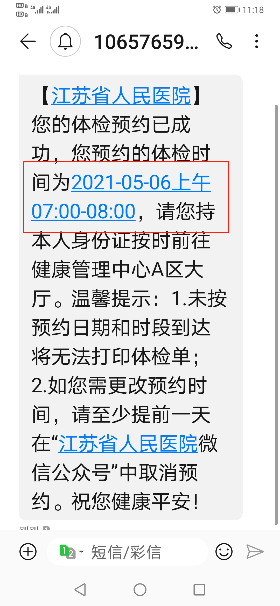 11:18
10657659...
【江苏省人民医院】
您的体检预约已成
功，您预约的体检时
间为2021-05-06上午
07:00-08:00，请您持
本人身份证按时前往
健康管理中心A区大
厅。温馨提示：1.未按
预约日期和时段到达
将无法打印体检单；
2.如您需更改预约时
间，请至少提前一天
在“江苏省人民医院微
信公众号”中取消预
约。祝您健康平安！
短信/彩信